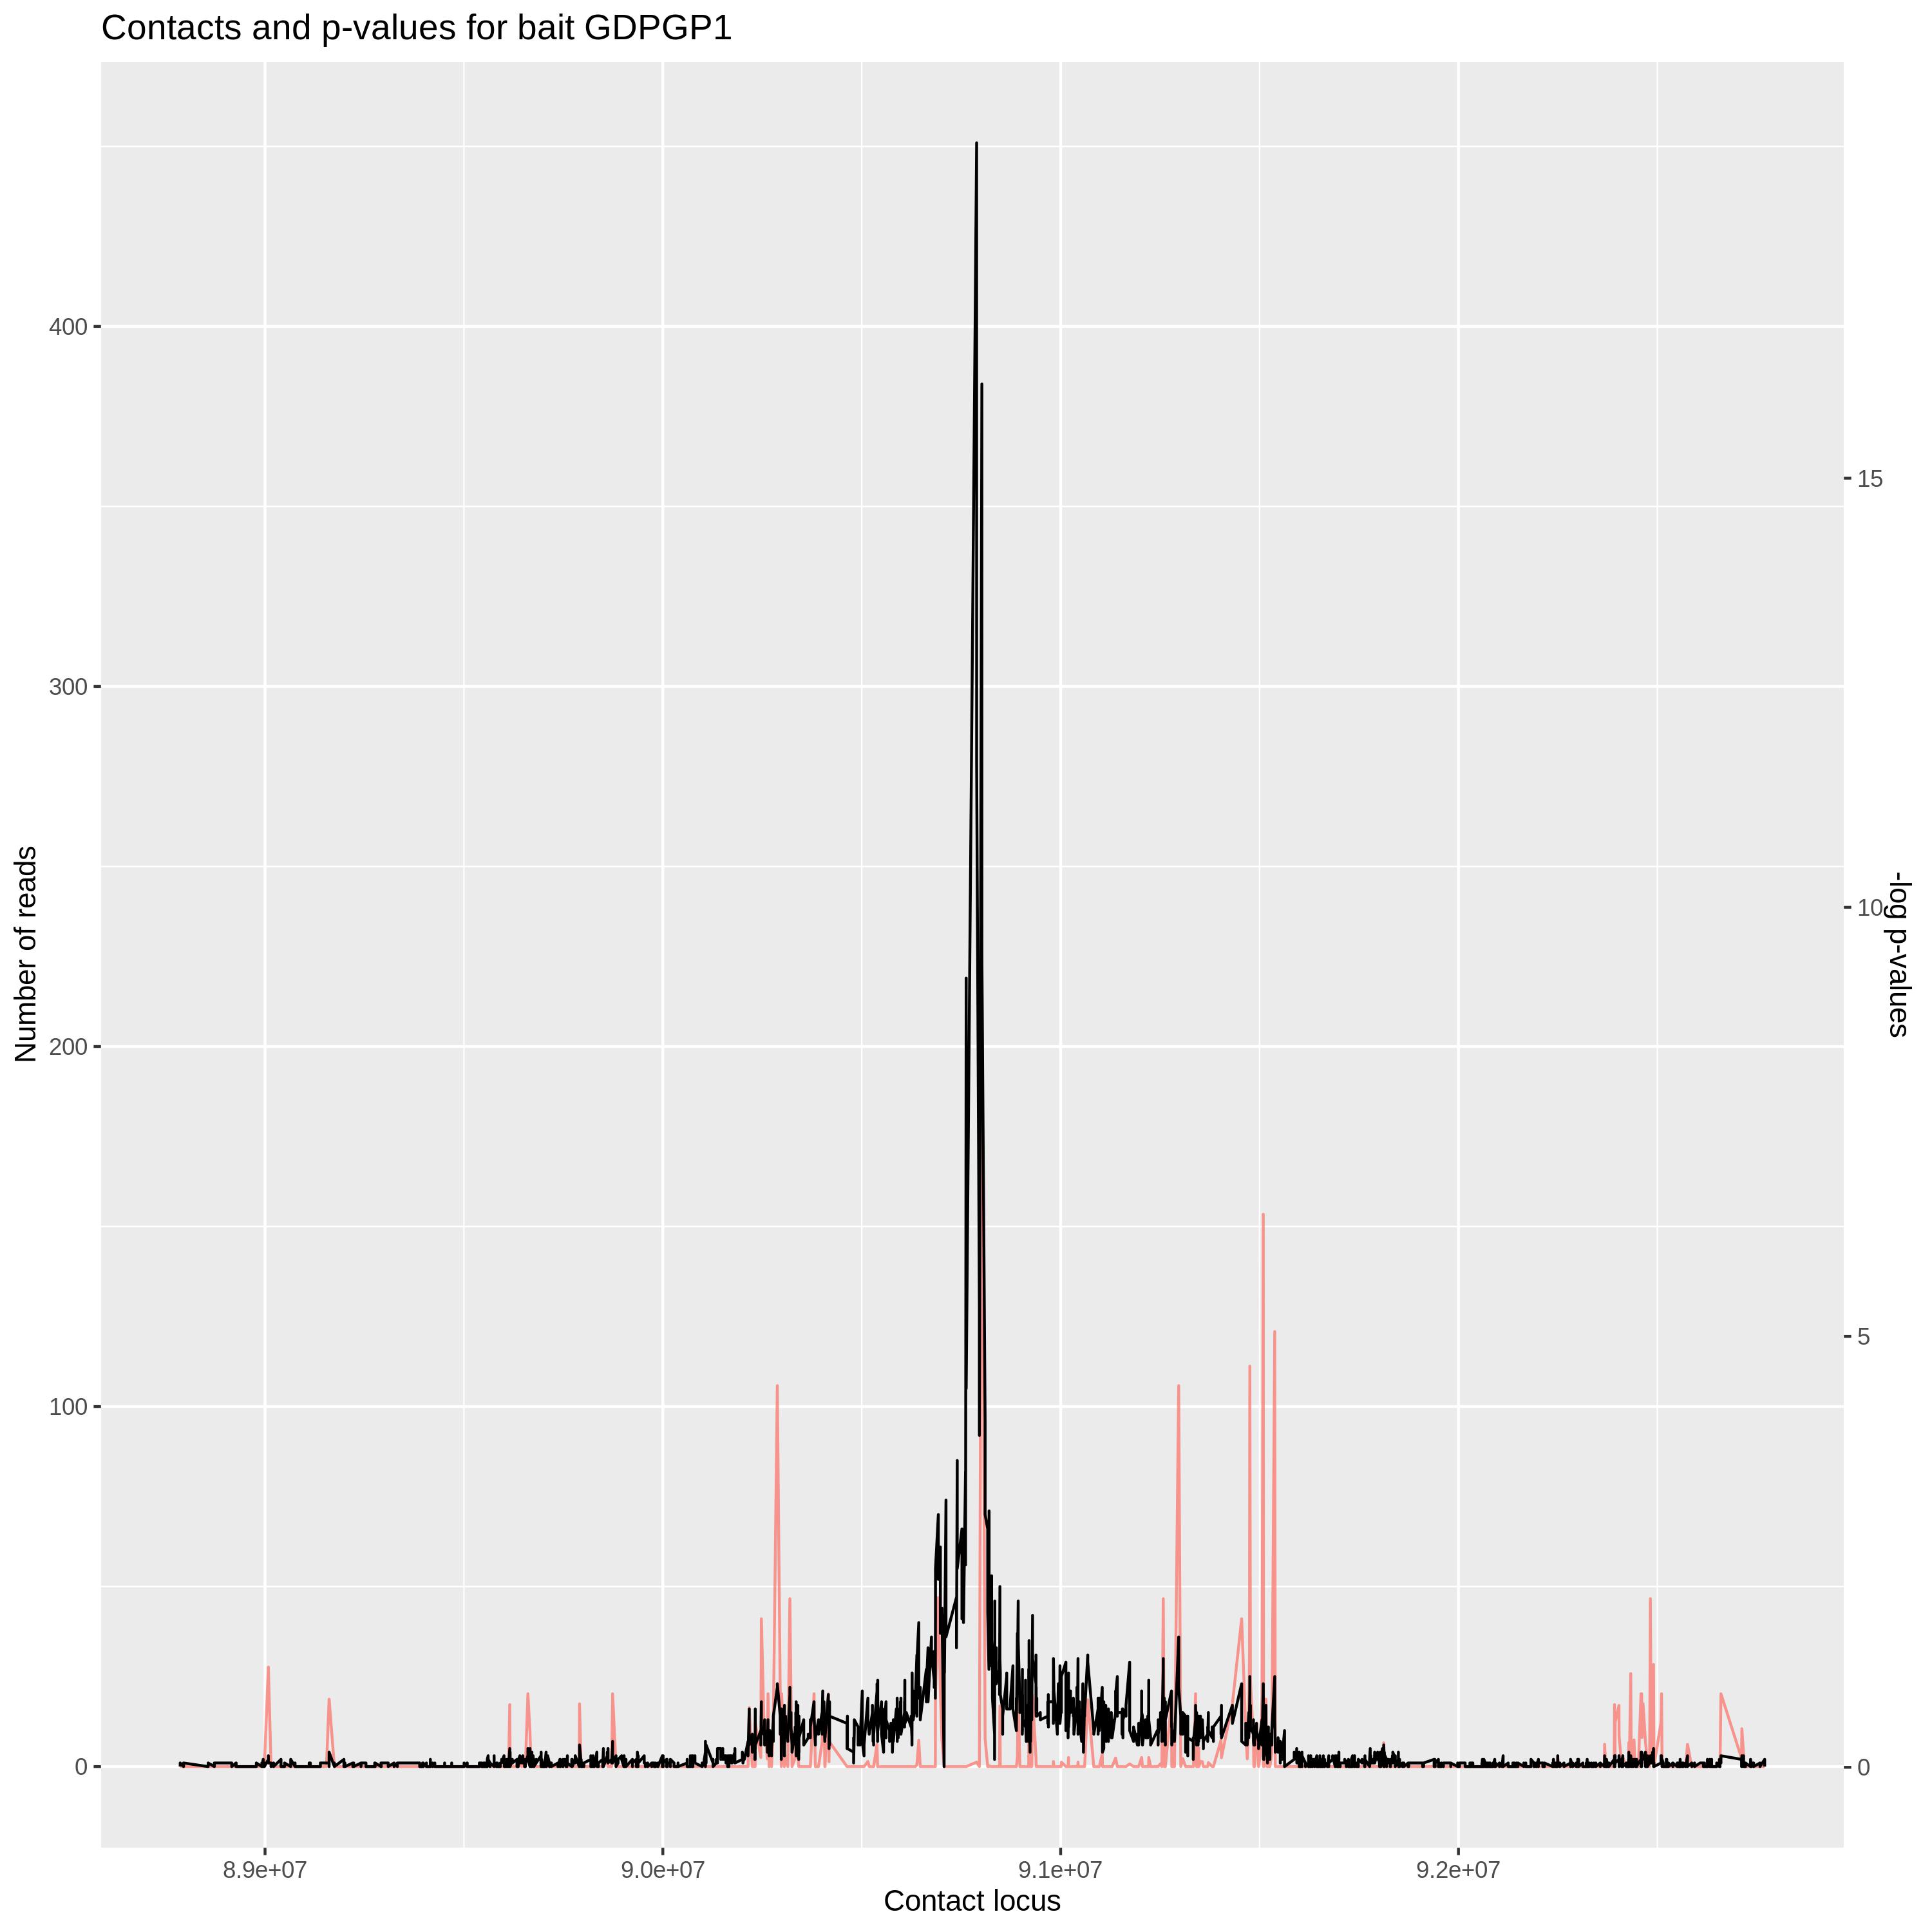 Contacts and p-values for bait GDPGP1
Number of reads
400
300
200
100
0
15
10
5
0
-log p-values
8.9e+07
9.0e+07
9.1e+07
9.2e+07
Contact locus